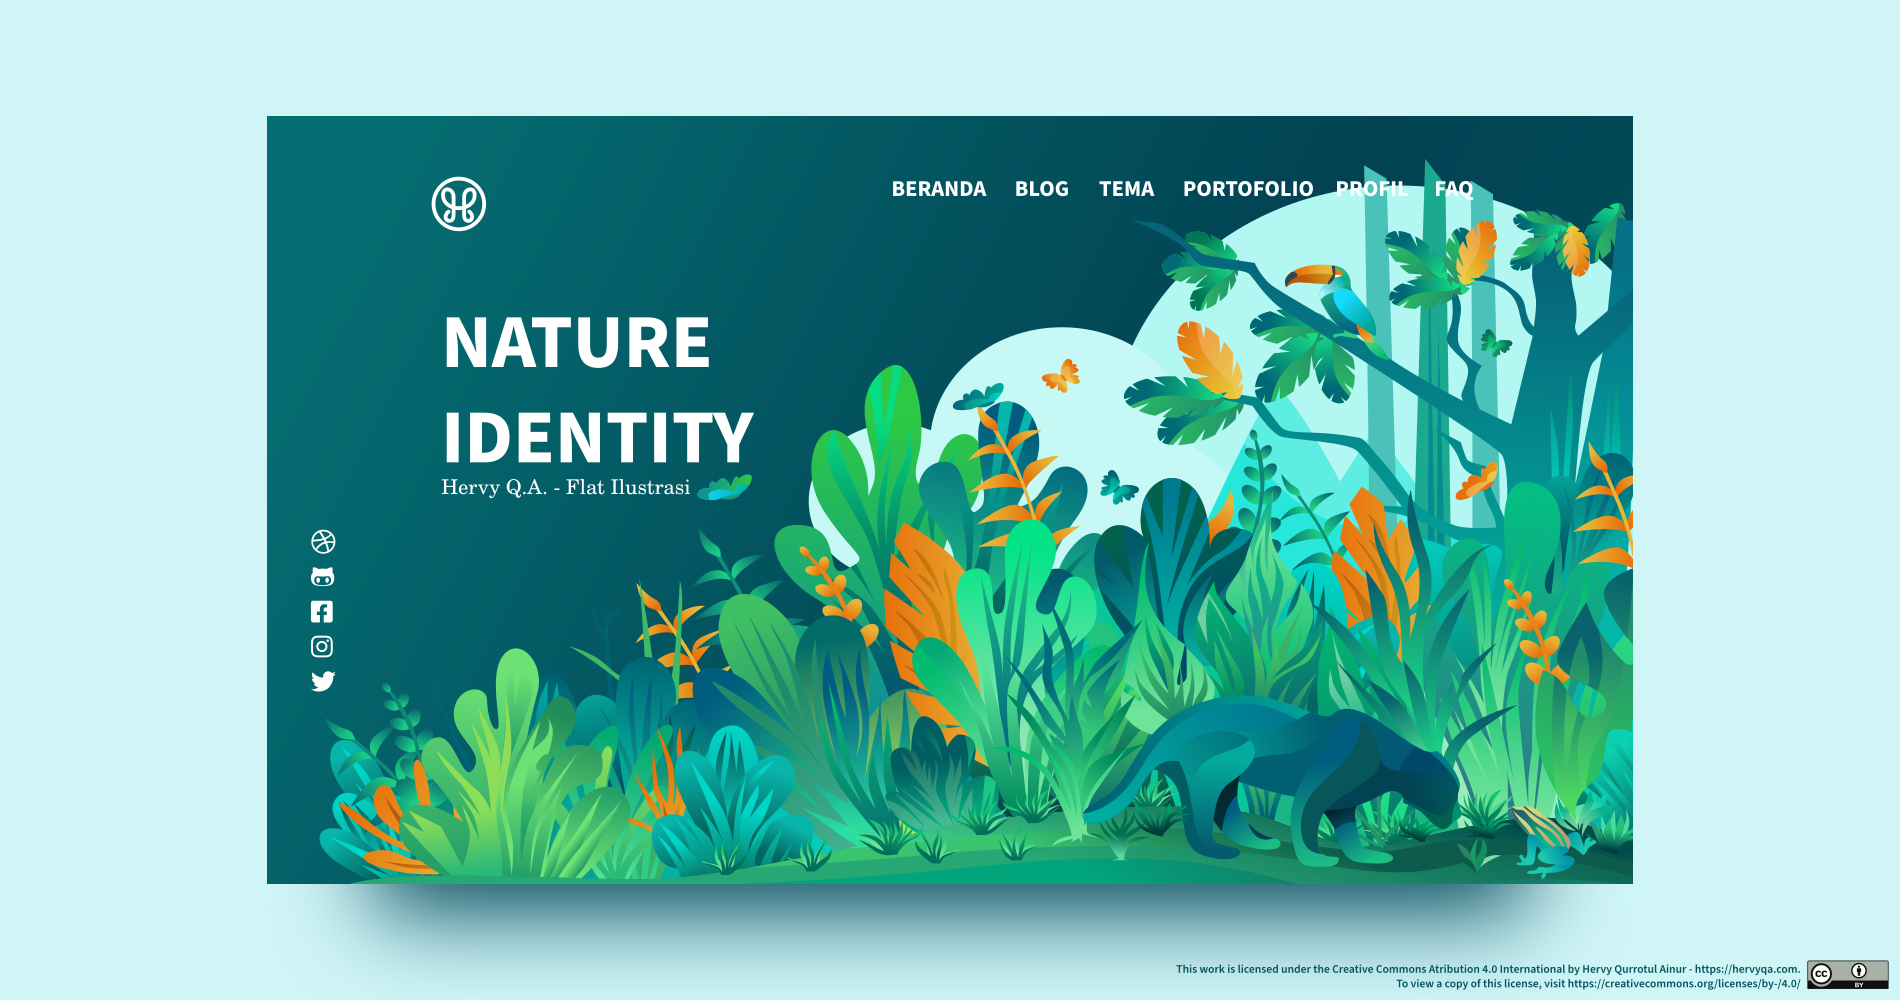 BERANDA BLOG TEMA PORTOFOLIO PROFIL FAQ
NATURE
IDENTITY
Hervy Q.A. - Flat Ilustrasi
This work is licensed under the Creative Commons Atribution 4.0 International by Hervy Qurrotul Ainur - https://hervyqa.com.
To view a copy of this license, visit https://creativecommons.org/licenses/by-/4.0/
cc
BY